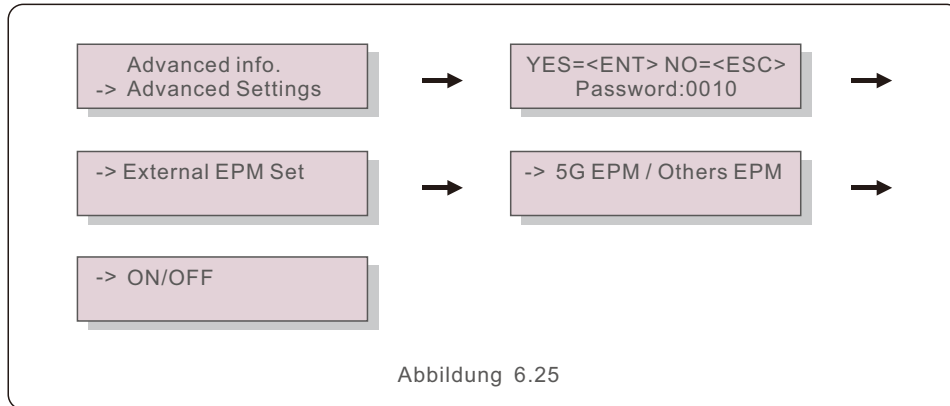 Advanced info.
-> Advanced Settings
YES=<ENT> NO=<ESC>
Password:0010
-> External EPM Set
-> 5G EPM / Others EPM
-> ON/OFF
Abbildung 6.25